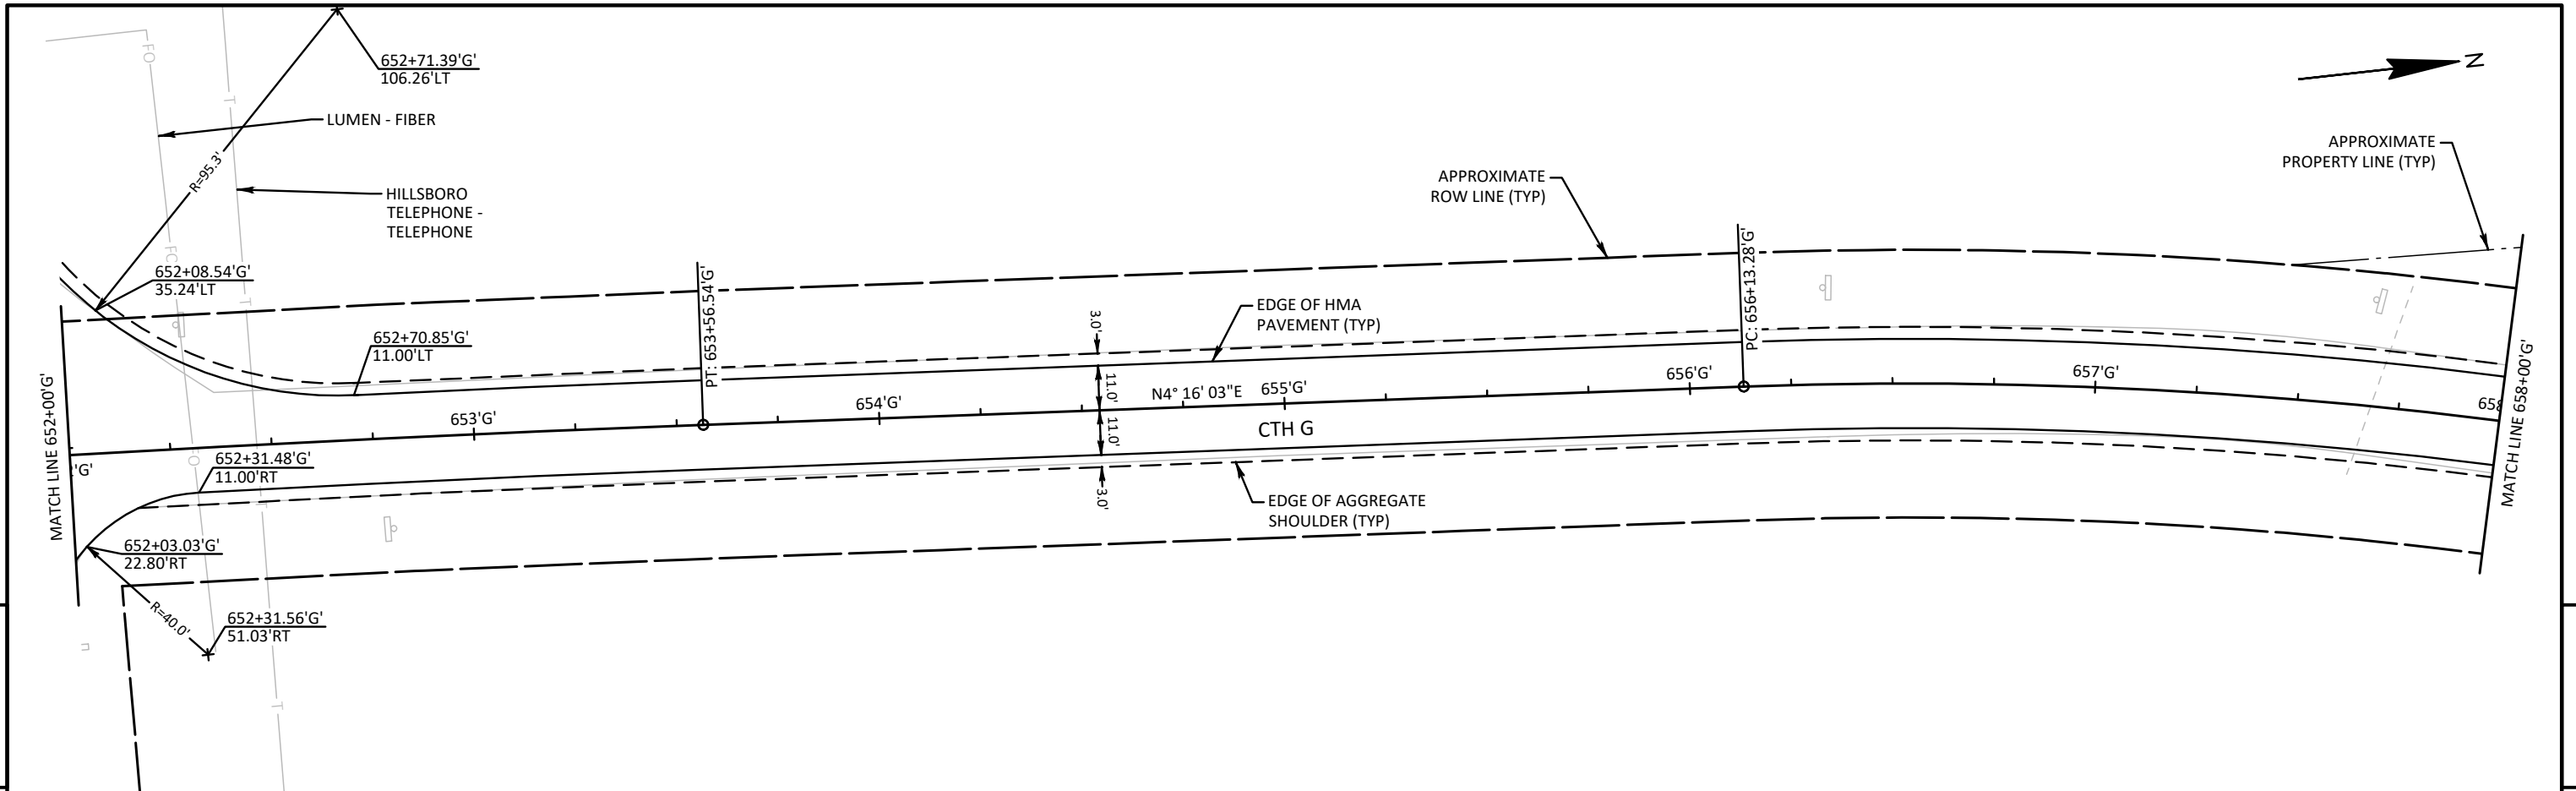 652+71.39'G'
106.26'LT
N
FO
T
LUMEN - FIBER
R=95.3'
HILLSBORO
TELEPHONE -
TELEPHONE
APPROXIMATE
ROW LINE (TYP)
APPROXIMATE
PROPERTY LINE (TYP)
652+08.54'G'
35.24'LT
T
652+70.85'G'
11.00'LT
PT: 653+56.54'G'
PC: 656+13.28'G'
3.0'
EDGE OF HMA
PAVEMENT (TYP)
11.0'
N4° 16' 03"E
653'G'
654'G'
655'G'
656'G'
657'G'
658
CTH G
11.0'
3.0'
MATCH LINE 652+00'G'
MATCH LINE 658+00'G'
'G'
652+31.48'G'
11.00'RT
T
EDGE OF AGGREGATE
SHOULDER (TYP)
652+03.03'G'
22.80'RT
R=40.0'
652+31.56'G'
51.03'RT
T